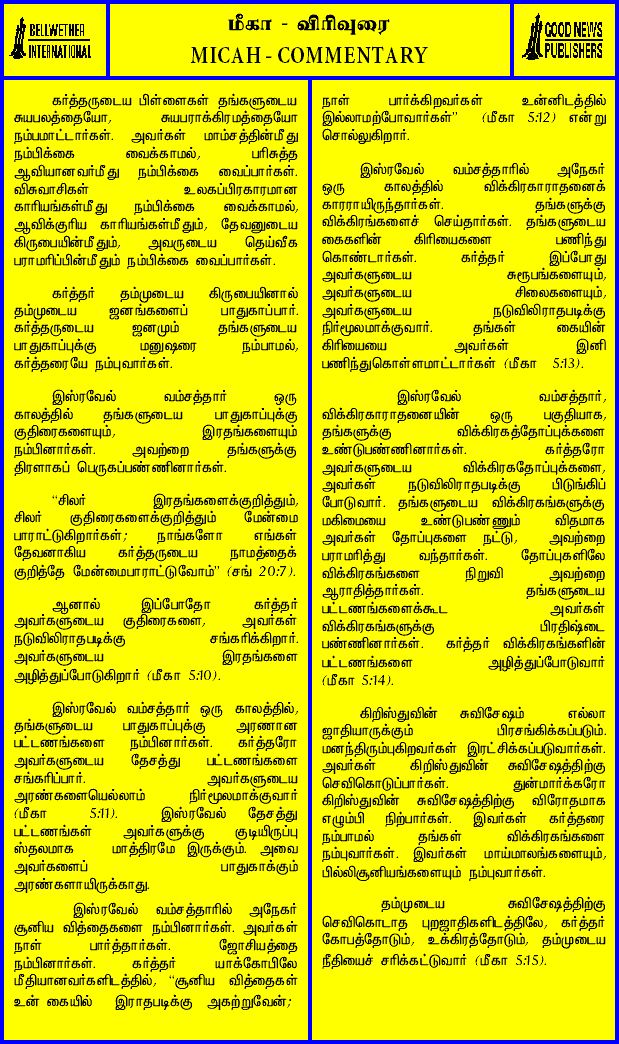 BELLWETHER
INTERNATIONAL
மீகா - விரிவுரை
MICAH - COMMENTARY
GOOD NEWS
PUBLISHERS
கர்த்தருடைய பிள்ளைகள் தங்களுடைய
சுயபலத்தையோ, சுயபராக்கிரமத்தையோ
நம்பமாட்டார்கள். அவர்கள் மாம்சத்தின்மீது
நம்பிக்கை வைக்காமல், பரிசுத்த
ஆவியானவர்மீது நம்பிக்கை வைப்பார்கள்.
விசுவாசிகள் உலகப்பிரகாரமான
காரியங்கள்மீது நம்பிக்கை வைக்காமல்,
ஆவிக்குரிய காரியங்கள்மீதும், தேவனுடைய
கிருபையின்மீதும், அவருடைய தெய்வீக
பராமரிப்பின்மீதும் நம்பிக்கை வைப்பார்கள்.
கர்த்தர் தம்முடைய கிருபையினால்
தம்முடைய ஜனங்களைப் பாதுகாப்பார்.
கர்த்தருடைய ஜனமும் தங்களுடைய
பாதுகாப்புக்கு மனுஷரை நம்பாமல்,
கர்த்தரையே நம்புவார்கள்.
இஸ்ரவேல் வம்சத்தார் ஒரு
காலத்தில் தங்களுடைய பாதுகாப்புக்கு
குதிரைகளையும், இரதங்களையும்
நம்பினார்கள். அவற்றை தங்களுக்கு
திரளாகப் பெருகப்பண்ணினார்கள்.
“சிலர் இரதங்களைக்குறித்தும்,
சிலர் குதிரைகளைக்குறித்தும் மேன்மை
பாராட்டுகிறார்கள்; நாங்களோ எங்கள்
தேவனாகிய கர்த்தருடைய நாமத்தைக்
குறித்தே மேன்மைபாராட்டுவோம்” (சங் 20:7).
ஆனால் இப்போதோ கர்த்தர்
அவர்களுடைய குதிரைகளை, அவர்கள்
நடுவிலிராதபடிக்கு சங்கரிக்கிறார்.
அவர்களுடைய இரதங்களை
அழித்துப்போடுகிறார் (மீகா 5:10).
இஸ்ரவேல் வம்சத்தார் ஒரு காலத்தில்,
தங்களுடைய பாதுகாப்புக்கு அரணான
பட்டணங்களை நம்பினார்கள். கர்த்தரோ
அவர்களுடைய தேசத்து பட்டணங்களை
சங்கரிப்பார். அவர்களுடைய
அரண்களையெல்லாம் நிர்மூலமாக்குவார்
(மீகா 5:11). இஸ்ரவேல் தேசத்து
பட்டணங்கள் அவர்களுக்கு குடியிருப்பு
ஸ்தலமாக மாத்திரமே இருக்கும். அவை
அவர்களைப் பாதுகாக்கும்
அரண்களாயிருக்காது.
இஸ்ரவேல் வம்சத்தாரில் அநேகர்
சூனிய வித்தைகளை நம்பினார்கள். அவர்கள்
நாள் பார்த்தார்கள். ஜோசியத்தை
நம்பினார்கள். கர்த்தர் யாக்கோபிலே
மீதியானவர்களிடத்தில், “சூனிய வித்தைகள்
உன் கையில் இராதபடிக்கு அகற்றுவேன்;
நாள் பார்க்கிறவர்கள் உன்னிடத்தில்
இல்லாமற்போவார்கள்” (மீகா 5:12) என்று
சொல்லுகிறார்.
இஸ்ரவேல் வம்சத்தாரில் அநேகர்
ஒரு காலத்தில் விக்கிரகாராதனைக்
காரராயிருந்தார்கள். தங்களுக்கு
விக்கிரங்களைச் செய்தார்கள். தங்களுடைய
கைகளின் கிரியைகளை பணிந்து
கொண்டார்கள். கர்த்தர் இப்போது
அவர்களுடைய சுரூபங்களையும்,
அவர்களுடைய சிலைகளையும்,
அவர்களுடைய நடுவிலிராதபடிக்கு
நிர்மூலமாக்குவார். தங்கள் கையின்
கிரியையை அவர்கள் இனி
பணிந்துகொள்ளமாட்டார்கள் (மீகா 5:13).
இஸ்ரவேல் வம்சத்தார்,
விக்கிரகாராதனையின் ஒரு பகுதியாக,
தங்களுக்கு விக்கிரகத்தோப்புக்களை
உண்டுபண்ணினார்கள். கர்த்தரோ
அவர்களுடைய விக்கிரகதோப்புக்களை,
அவர்கள் நடுவிலிராதபடிக்கு பிடுங்கிப்
போடுவார். தங்களுடைய விக்கிரகங்களுக்கு
மகிமையை உண்டுபண்ணும் விதமாக
அவர்கள் தோப்புகளை நட்டு, அவற்றை
பராமரித்து வந்தார்கள். தோப்புகளிலே
விக்கிரகங்களை நிறுவி அவற்றை
ஆராதித்தார்கள். தங்களுடைய
பட்டணங்களைக்கூட அவர்கள்
விக்கிரகங்களுக்கு பிரதிஷ்டை
பண்ணினார்கள். கர்த்தர் விக்கிரகங்களின்
பட்டணங்களை அழித்துப்போடுவார்
(மீகா 5:14).
கிறிஸ்துவின் சுவிசேஷம் எல்லா
ஜாதியாருக்கும் பிரசங்கிக்கப்படும்.
மனந்திரும்புகிறவர்கள் இரட்சிக்கப்படுவார்கள்.
அவர்கள் கிறிஸ்துவின் சுவிசேஷத்திற்கு
செவிகொடுப்பார்கள். துன்மார்க்கரோ
கிறிஸ்துவின் சுவிசேஷத்திற்கு விரோதமாக
எழும்பி நிற்பார்கள். இவர்கள் கர்த்தரை
நம்பாமல் தங்கள் விக்கிரகங்களை
நம்புவார்கள். இவர்கள் மாய்மாலங்களையும்,
பில்லிசூனியங்களையும் நம்புவார்கள்.
தம்முடைய சுவிசேஷத்திற்கு
செவிகொடாத புறஜாதிகளிடத்திலே, கர்த்தர்
கோபத்தோடும், உக்கிரத்தோடும், தம்முடைய
நீதியைச் சரிக்கட்டுவார் (மீகா 5:15).